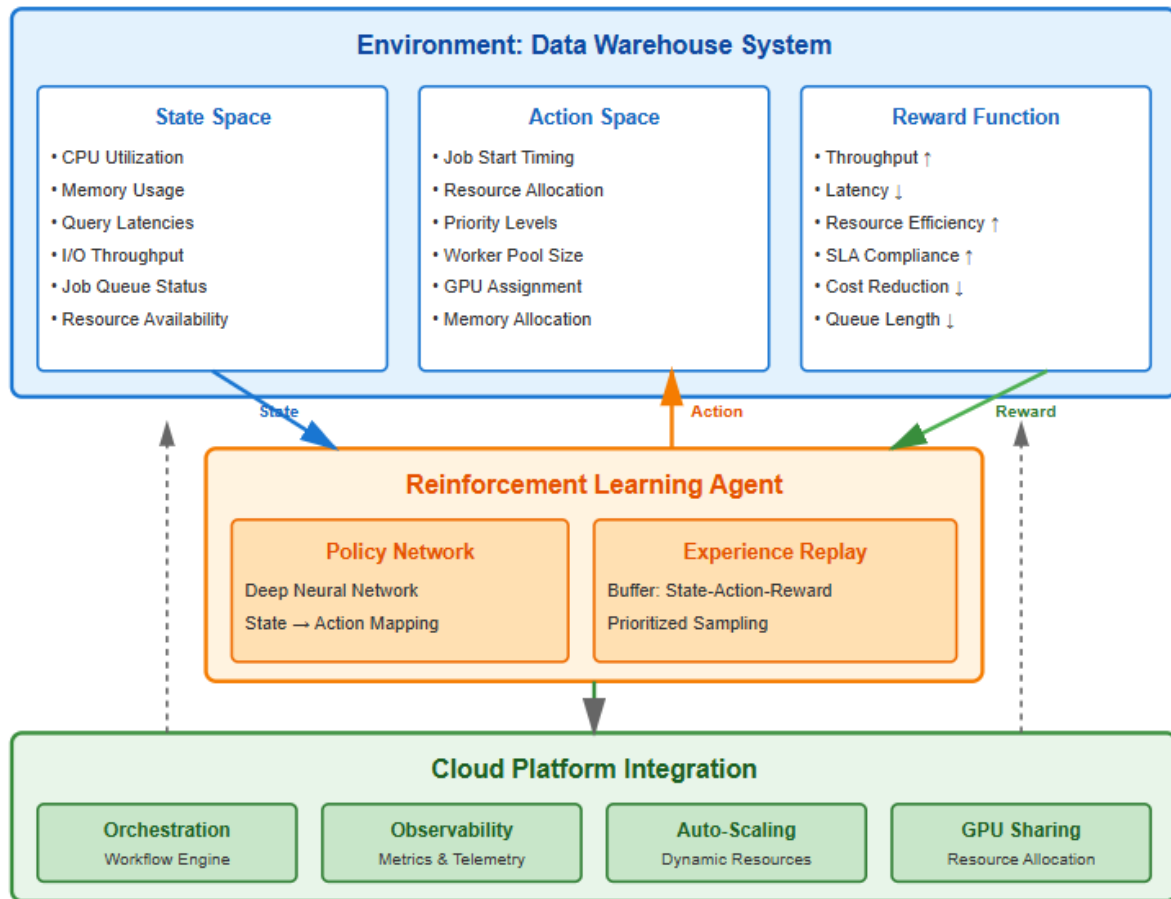 Environment: Data Warehouse System
State Space
• CPU Utilization
• Memory Usage
• Query Latencies
• I/O Throughput
• Job Queue Status
• Resource Availability
Action Space
• Job Start Timing
• Resource Allocation
• Priority Levels
• Worker Pool Size
• GPU Assignment
• Memory Allocation
Reward Function
• Throughput ↑
• Latency ↓
• Resource Efficiency ↑
• SLA Compliance ↑
• Cost Reduction ↓
• Queue Length ↓
State
Action
Reward
Reinforcement Learning Agent
Policy Network
Deep Neural Network
State → Action Mapping
Experience Replay
Buffer: State-Action-Reward
Prioritized Sampling
Cloud Platform Integration
Orchestration
Workflow Engine
Observability
Metrics & Telemetry
Auto-Scaling
Dynamic Resources
GPU Sharing
Resource Allocation